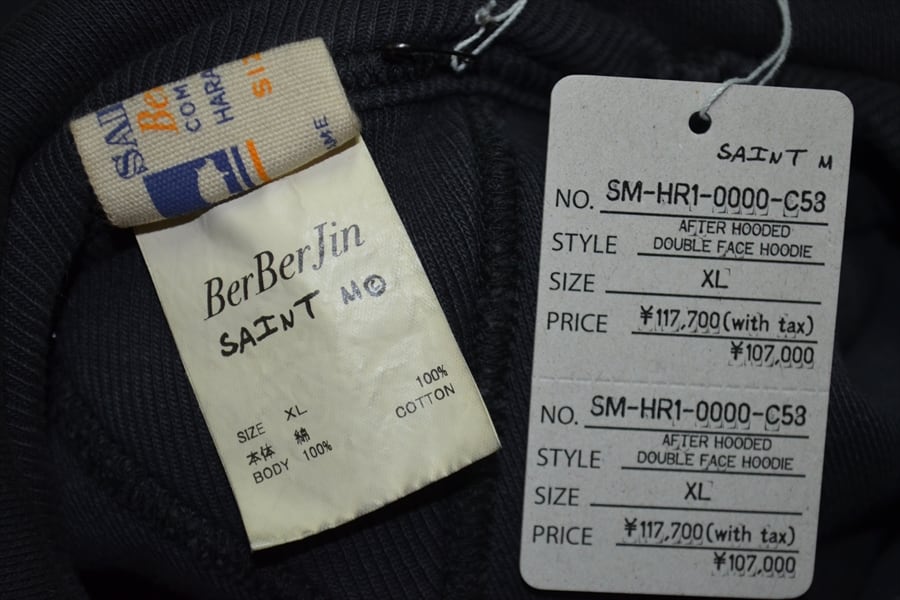 BerBerJin
SAINT M©
SIZE XL
本体 綿
BODY 100%
100%
COTTON
SAINT M
NO. SM-HR1-0000-C53
STYLE AFTER HOODED
DOUBLE FACE HOODIE
SIZE XL
PRICE ¥117,700(with tax)
¥107,000
NO. SM-HR1-0000-C53
STYLE AFTER HOODED
DOUBLE FACE HOODIE
SIZE XL
PRICE ¥117,700(with tax)
¥107,000